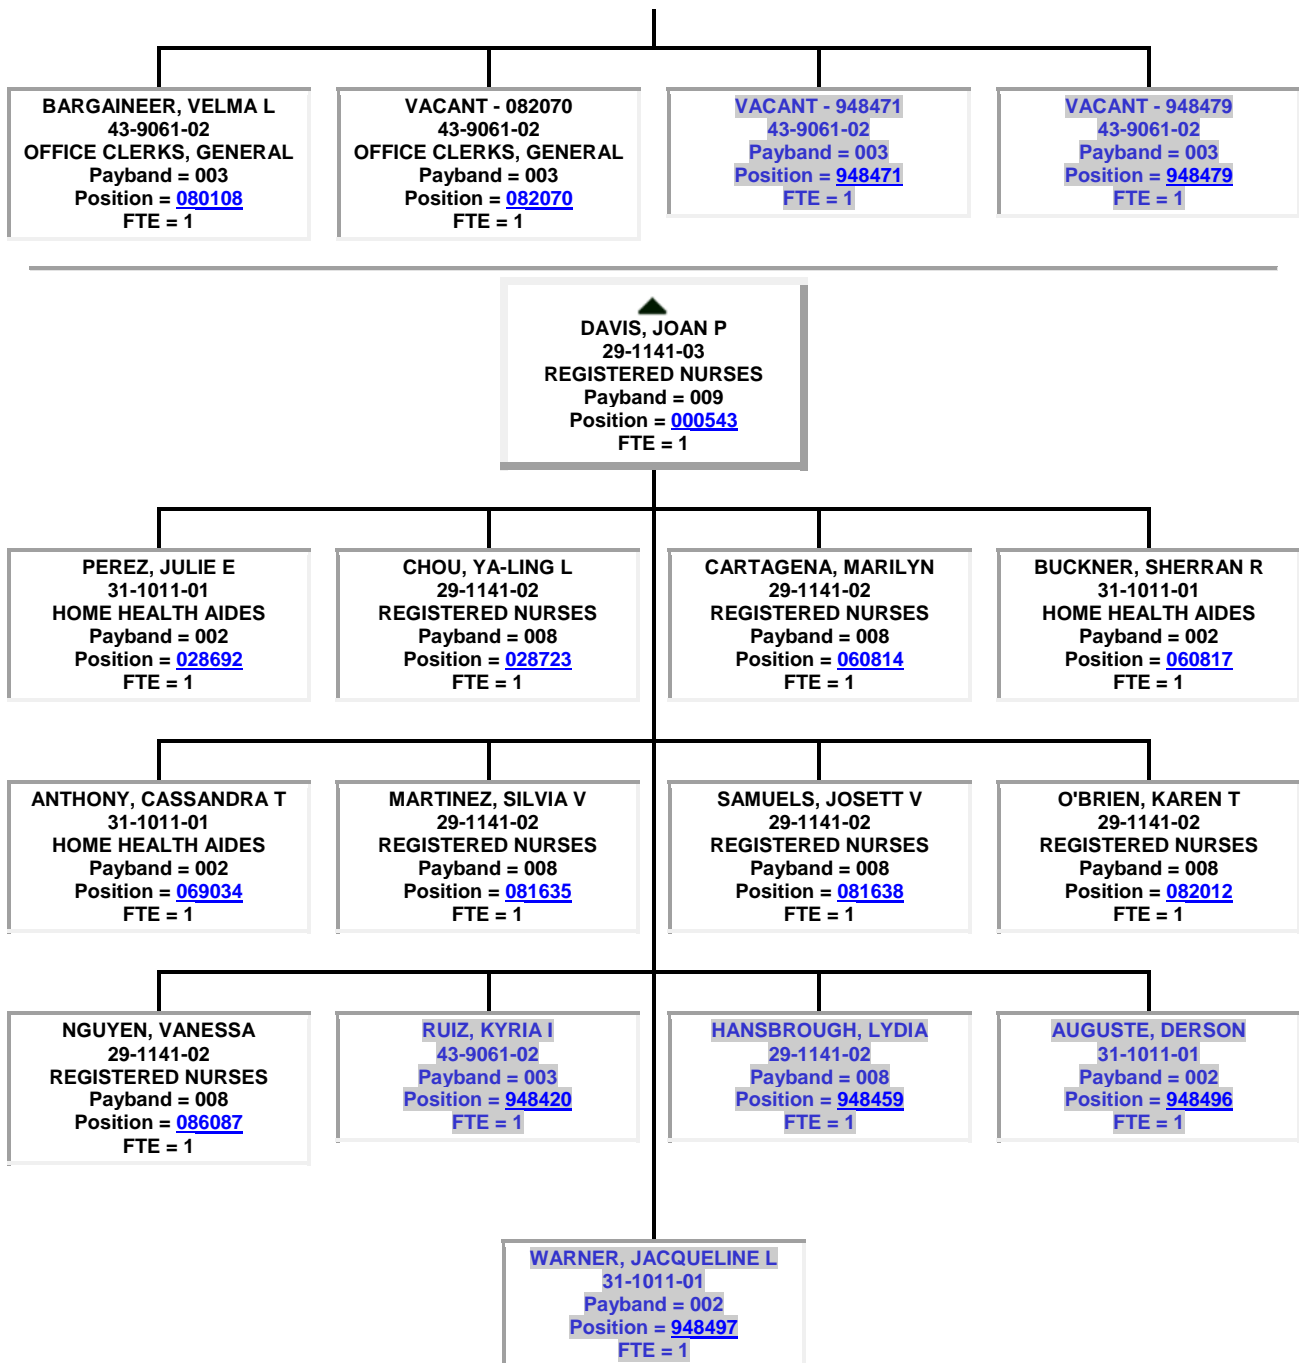 BARGAINEER, VELMA L
43-9061-02
OFFICE CLERKS, GENERAL
Payband = 003
Position = 080108
FTE = 1
VACANT - 082070
43-9061-02
OFFICE CLERKS, GENERAL
Payband = 003
Position = 082070
FTE = 1
VACANT - 948471
43-9061-02
Payband = 003
Position = 948471
FTE = 1
VACANT - 948479
43-9061-02
Payband = 003
Position = 948479
FTE = 1
DAVIS, JOAN P
29-1141-03
REGISTERED NURSES
Payband = 009
Position = 000543
FTE = 1
PEREZ, JULIE E
31-1011-01
HOME HEALTH AIDES
Payband = 002
Position = 028692
FTE = 1
CHOU, YA-LING L
29-1141-02
REGISTERED NURSES
Payband = 008
Position = 028723
FTE = 1
CARTAGENA, MARILYN
29-1141-02
REGISTERED NURSES
Payband = 008
Position = 060814
FTE = 1
BUCKNER, SHERRAN R
31-1011-01
HOME HEALTH AIDES
Payband = 002
Position = 060817
FTE = 1
ANTHONY, CASSANDRA T
31-1011-01
HOME HEALTH AIDES
Payband = 002
Position = 069034
FTE = 1
MARTINEZ, SILVIA V
29-1141-02
REGISTERED NURSES
Payband = 008
Position = 081635
FTE = 1
SAMUELS, JOSETT V
29-1141-02
REGISTERED NURSES
Payband = 008
Position = 081638
FTE = 1
O'BRIEN, KAREN T
29-1141-02
REGISTERED NURSES
Payband = 008
Position = 082012
FTE = 1
NGUYEN, VANESSA
29-1141-02
REGISTERED NURSES
Payband = 008
Position = 086087
FTE = 1
RUIZ, KYRIA I
43-9061-02
Payband = 003
Position = 948420
FTE = 1
HANSBROUGH, LYDIA
29-1141-02
Payband = 008
Position = 948459
FTE = 1
AUGUSTE, DERSON
31-1011-01
Payband = 002
Position = 948496
FTE = 1
WARNER, JACQUELINE L
31-1011-01
Payband = 002
Position = 948497
FTE = 1